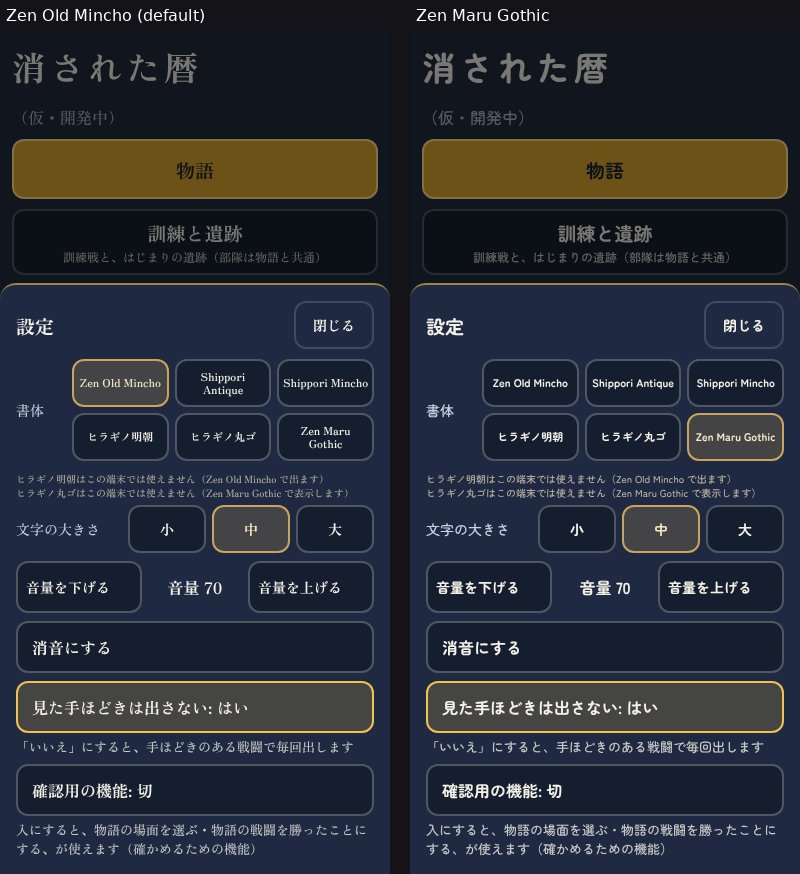 Zen Old Mincho (default)
消された暦
（仮・開発中）
物語
訓練と遺跡
訓練戦と、はじまりの遺跡（部隊は物語と共通）
設定
閉じる
書体
Zen Old Mincho
Shippori
Antique
Shippori Mincho
ヒラギノ明朝
ヒラギノ丸ゴ
Zen Maru
Gothic
ヒラギノ明朝はこの端末では使えません（Zen Old Mincho で出ます）
ヒラギノ丸ゴはこの端末では使えません（Zen Maru Gothic で表示します）
文字の大きさ
小
中
大
音量を下げる
音量 70
音量を上げる
消音にする
見た手ほどきは出さない: はい
「いいえ」にすると、手ほどきのある戦闘で毎回出します
確認用の機能: 切
入にすると、物語の場面を選ぶ・物語の戦闘を勝ったことに
する、が使えます（確かめるための機能）
Zen Maru Gothic
消された暦
（仮・開発中）
物語
訓練と遺跡
訓練戦と、はじまりの遺跡（部隊は物語と共通）
設定
閉じる
書体
Zen Old Mincho
Shippori Antique
Shippori Mincho
ヒラギノ明朝
ヒラギノ丸ゴ
Zen Maru Gothic
ヒラギノ明朝はこの端末では使えません（Zen Old Mincho で出ます）
ヒラギノ丸ゴはこの端末では使えません（Zen Maru Gothic で表示します）
文字の大きさ
小
中
大
音量を下げる
音量 70
音量を上げる
消音にする
見た手ほどきは出さない: はい
「いいえ」にすると、手ほどきのある戦闘で毎回出します
確認用の機能: 切
入にすると、物語の場面を選ぶ・物語の戦闘を勝ったことに
する、が使えます（確かめるための機能）